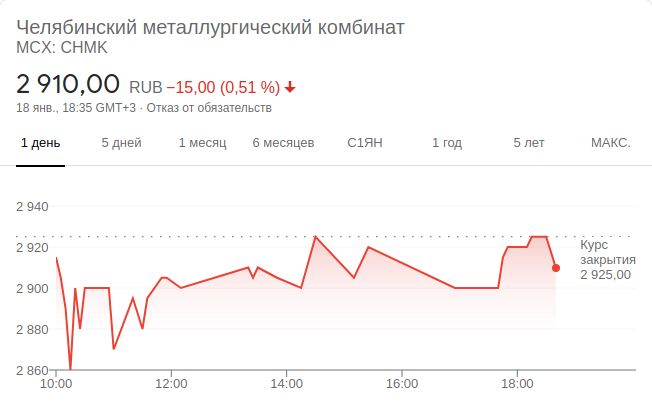 Челябинский металлургический комбинат
MCX: CHMK
2 910,00 RUB −15,00 (0,51 %)
18 янв., 18:35 GMT+3 · Отказ от обязательств
1 день 5 дней 1 месяц 6 месяцев С1ЯН 1 год 5 лет МАКС.
2 940
2 920
2 900
2 880
2 860
Курс
закрытия
2 925,00
10:00 12:00 14:00 16:00 18:00